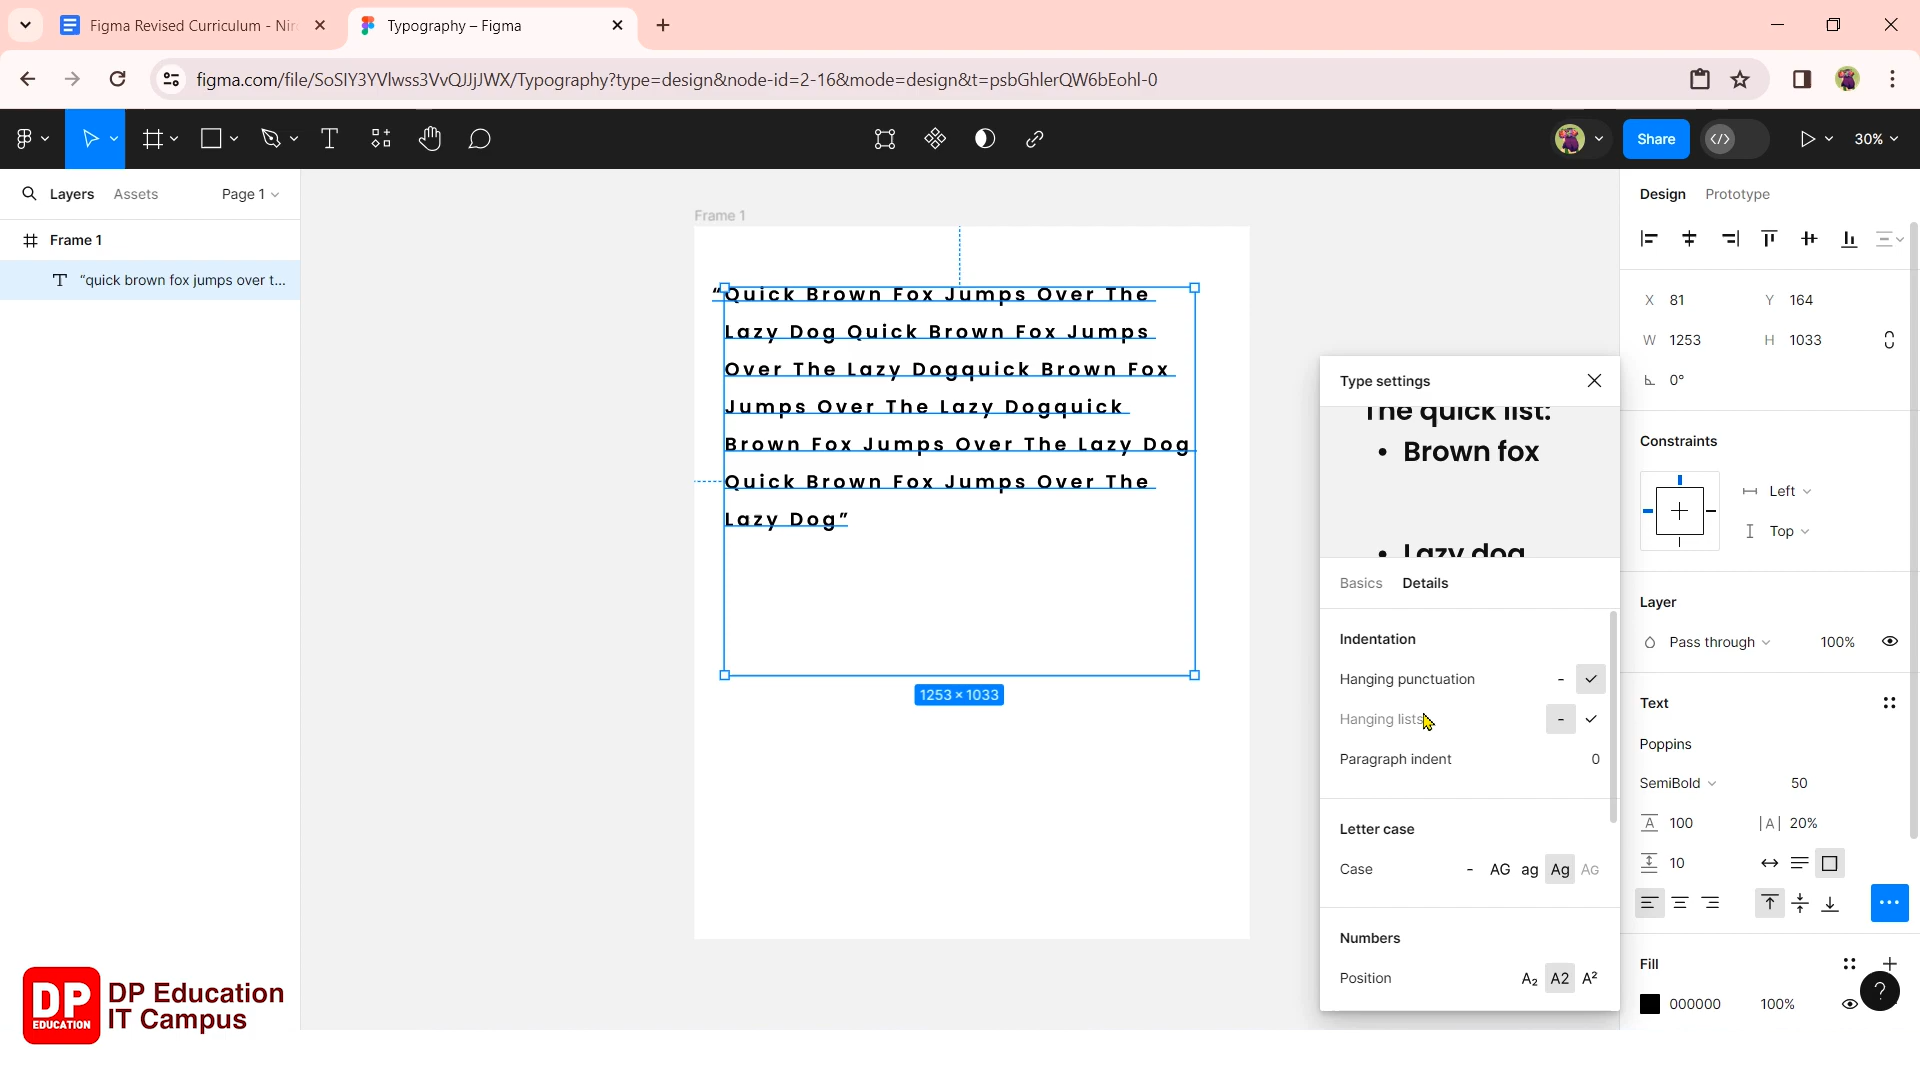 Figma Revised Curriculum - Nir
Typography – Figma
figma.com/file/SoSIY3YVlwss3VvQJJjJWX/Typography?type=design&node-id=2-16&mode=design&t=psbGhlerQW6bEohl-0
Share
30%
Layers
Assets
Page 1
Frame 1
“quick brown fox jumps over t...
Frame 1
“Quick Brown Fox Jumps Over The
Lazy Dog Quick Brown Fox Jumps
Over The Lazy Dogquick Brown Fox
Jumps Over The Lazy Dogquick
Brown Fox Jumps Over The Lazy Dog
Quick Brown Fox Jumps Over The
Lazy Dog”
1253 × 1033
Type settings
The quick list:
• Brown fox
• Lazy dog
Basics Details
Indentation
Hanging punctuation -
Hanging lists -
Paragraph indent 0
Letter case
Case - AG ag Ag AG
Numbers
Position A₂ A2 A²
Design Prototype
X 81 Y 164
W 1253 H 1033
0°
Constraints
Left
Top
Layer
Pass through 100%
Text
Poppins
SemiBold 50
A 100 |A| 20%
10
Fill
000000 100%
?
DP
EDUCATION
DP Education
IT Campus